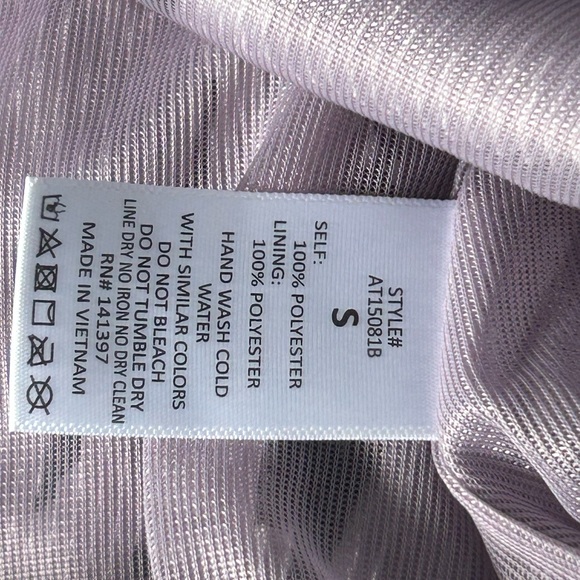 STYLE#
AT15081B
S
SELF:
100% POLYESTER
LINING:
100% POLYESTER
HAND WASH COLD
WATER
WITH SIMILAR COLORS
DO NOT BLEACH
DO NOT TUMBLE DRY
LINE DRY NO IRON NO DRY CLEAN
RN# 141397
MADE IN VIETNAM